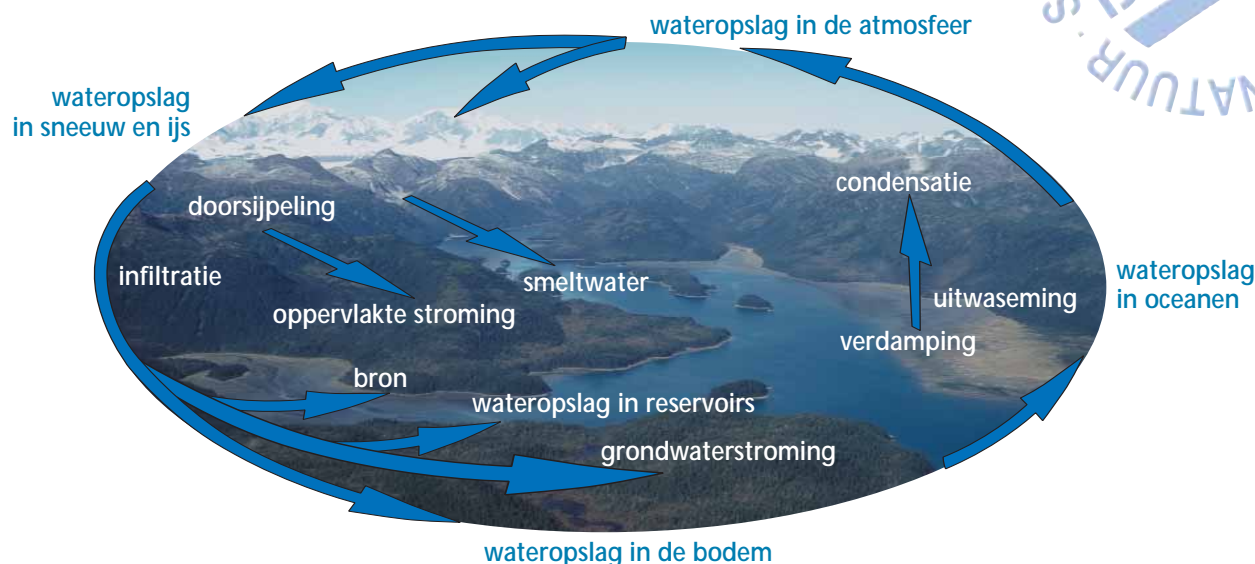 wateropslag in de atmosfeer
NATUUR
wateropslag
in sneeuw en ijs
condensatie
doorsijpeling
infiltratie
smeltwater
wateropslag
in oceanen
uitwaseming
oppervlakte stroming
verdamping
bron
wateropslag in reservoirs
grondwaterstroming
wateropslag in de bodem